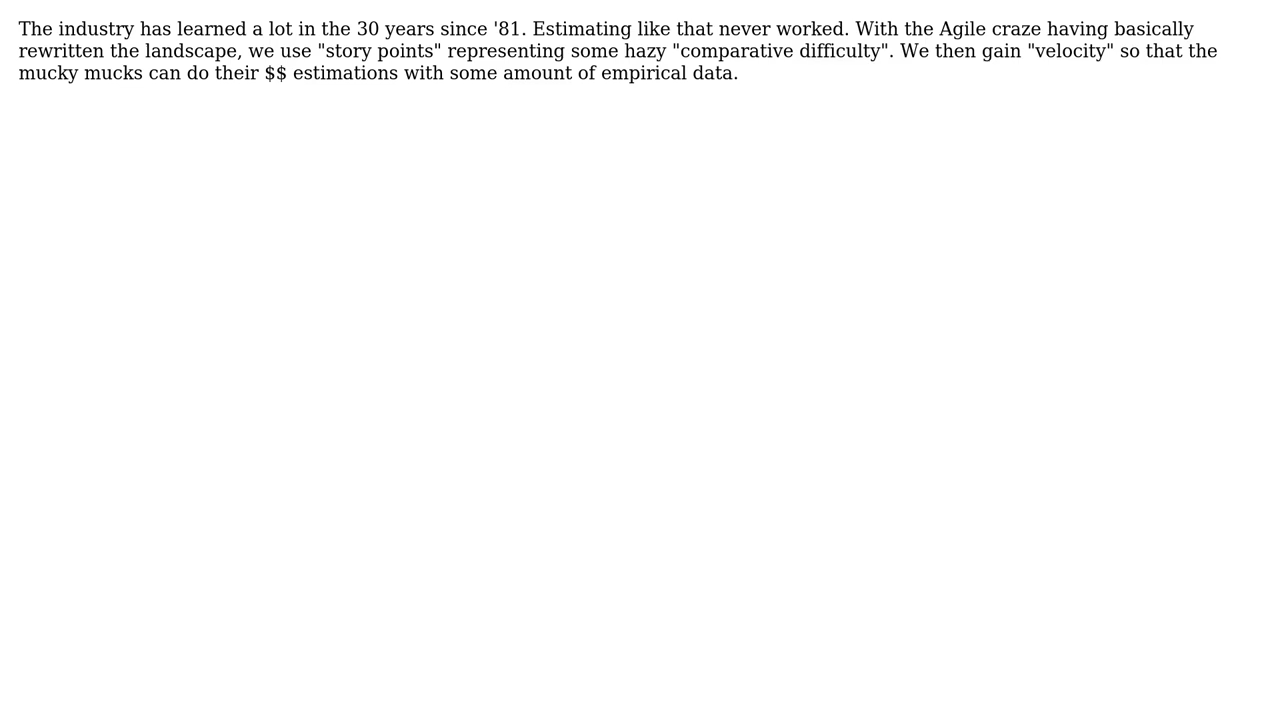 The industry has learned a lot in the 30 years since '81. Estimating like that never worked. With the Agile craze having basically
rewritten the landscape, we use "story points" representing some hazy "comparative difficulty". We then gain "velocity" so that the
mucky mucks can do their $$ estimations with some amount of empirical data.